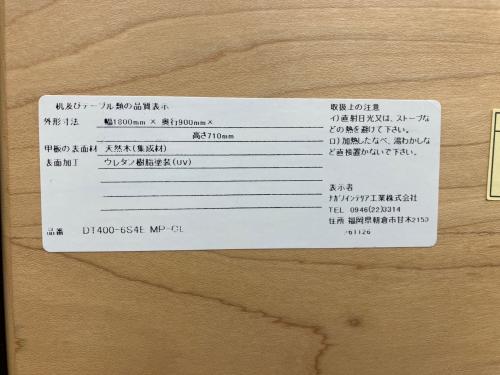 机及びテーブル類の品質表示
外形寸法 幅1800mm × 奥行900mm×
高さ710mm
甲板の表面材 天然木(集成材)
表面加工 ウレタン樹脂塗装(UV)
品番 DT400-6S4E MP-CL
取扱上の注意
イ)直射日光又は、ストーブな
どの熱を避けて下さい。
ロ)加熱したなべ、湯わかしな
ど直接置かないで下さい。
表示者
ナガノインテリア工業株式会社
TEL 0946(22)3314
住所 福岡県朝倉市甘木2150
761126